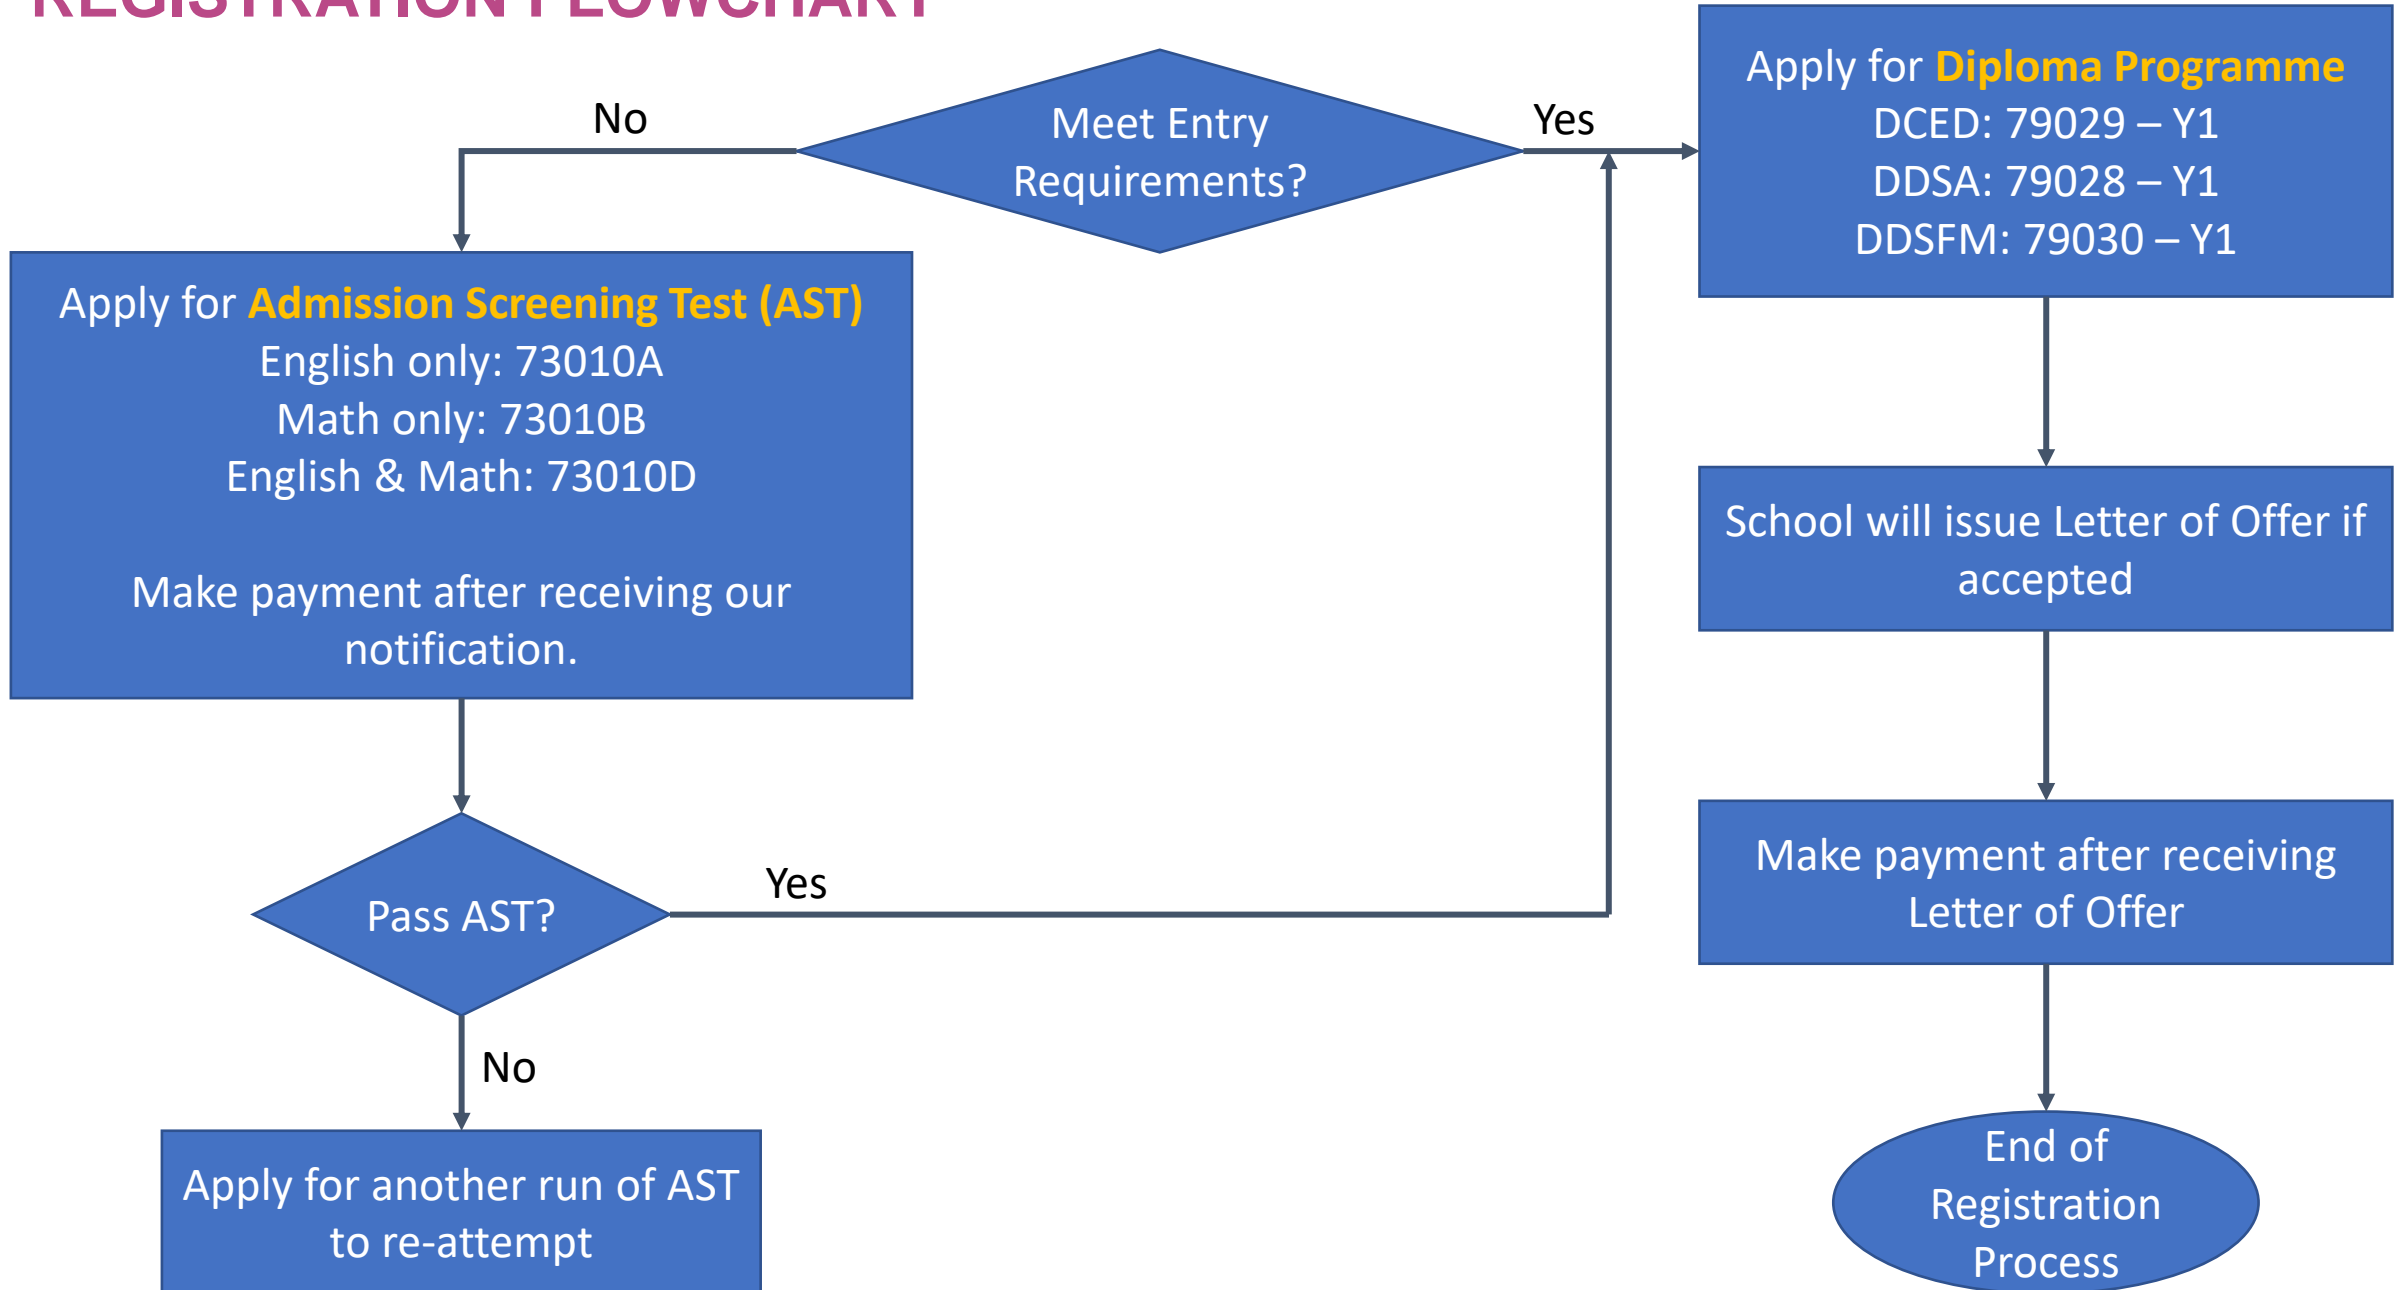 REGISTRATION FLOWCHART
Meet Entry
Requirements?
No
Yes
Apply for Diploma Programme
DCED: 79029 – Y1
DDSA: 79028 – Y1
DDSFM: 79030 – Y1
Apply for Admission Screening Test (AST)
English only: 73010A
Math only: 73010B
English & Math: 73010D
Make payment after receiving our
notification.
School will issue Letter of Offer if
accepted
Pass AST?
Yes
Make payment after receiving
Letter of Offer
No
Apply for another run of AST
to re-attempt
End of
Registration
Process